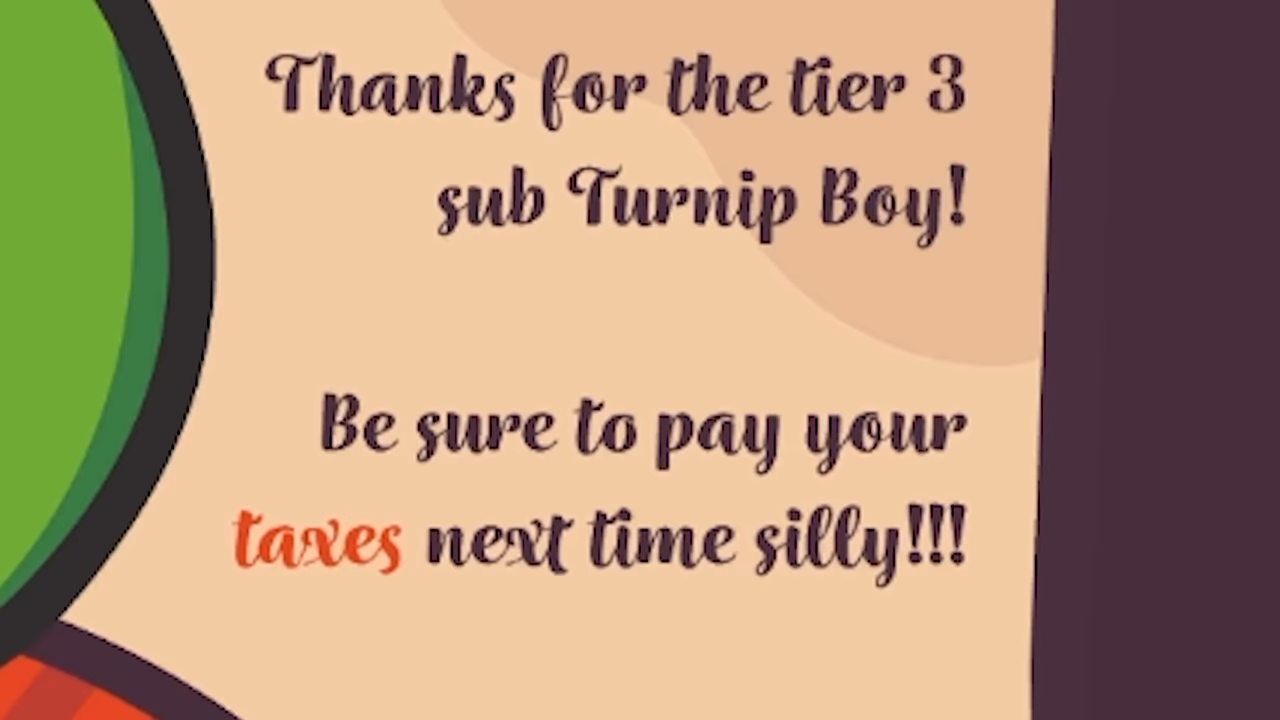 Thanks for the tier 3
sub Turnip Boy!
Be sure to pay your
taxes next time silly!!!